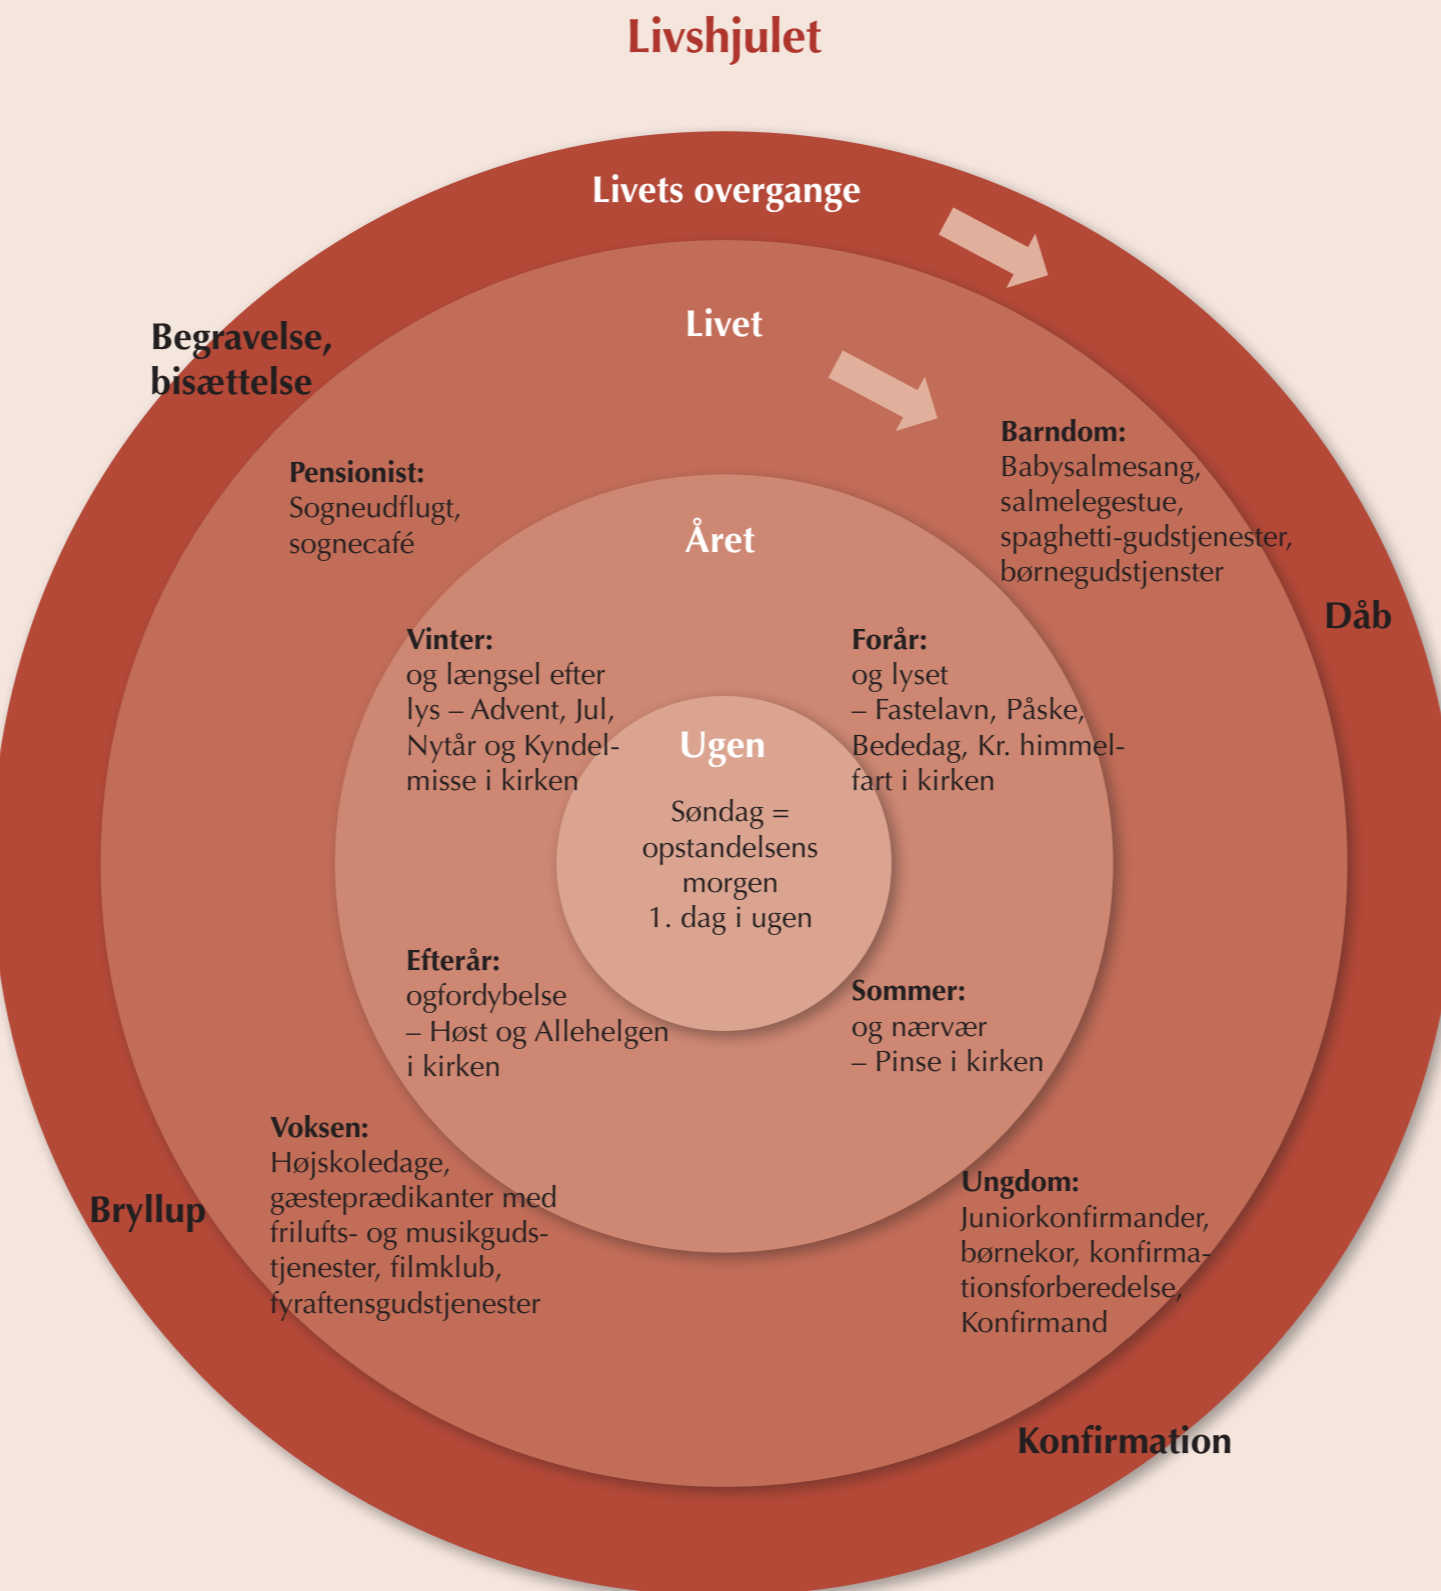 Livshjulet
Livets overgange
Begravelse,
bisættelse
Dåb
Konfirmation
Bryllup
Livet
Barndom:
Babysalmesang,
salmelegestue,
spaghetti-gudstjenester,
børnegudstjenster
Ungdom:
Juniorkonfirmander,
børnekor, konfirma-
tionsforberedelse,
Konfirmand
Voksen:
Højskoledage,
gæsteprædikanter med
frilufts- og musikguds-
tjenester, filmklub,
fyraftensgudstjenester
Pensionist:
Sogneudflugt,
sognecafé
Året
Forår:
og lyset
– Fastelavn, Påske,
Bededag, Kr. himmel-
fart i kirken
Sommer:
og nærvær
– Pinse i kirken
Efterår:
ogfordybelse
– Høst og Allehelgen
i kirken
Vinter:
og længsel efter
lys – Advent, Jul,
Nytår og Kyndel-
misse i kirken
Ugen
Søndag =
opstandelsens
morgen
1. dag i ugen